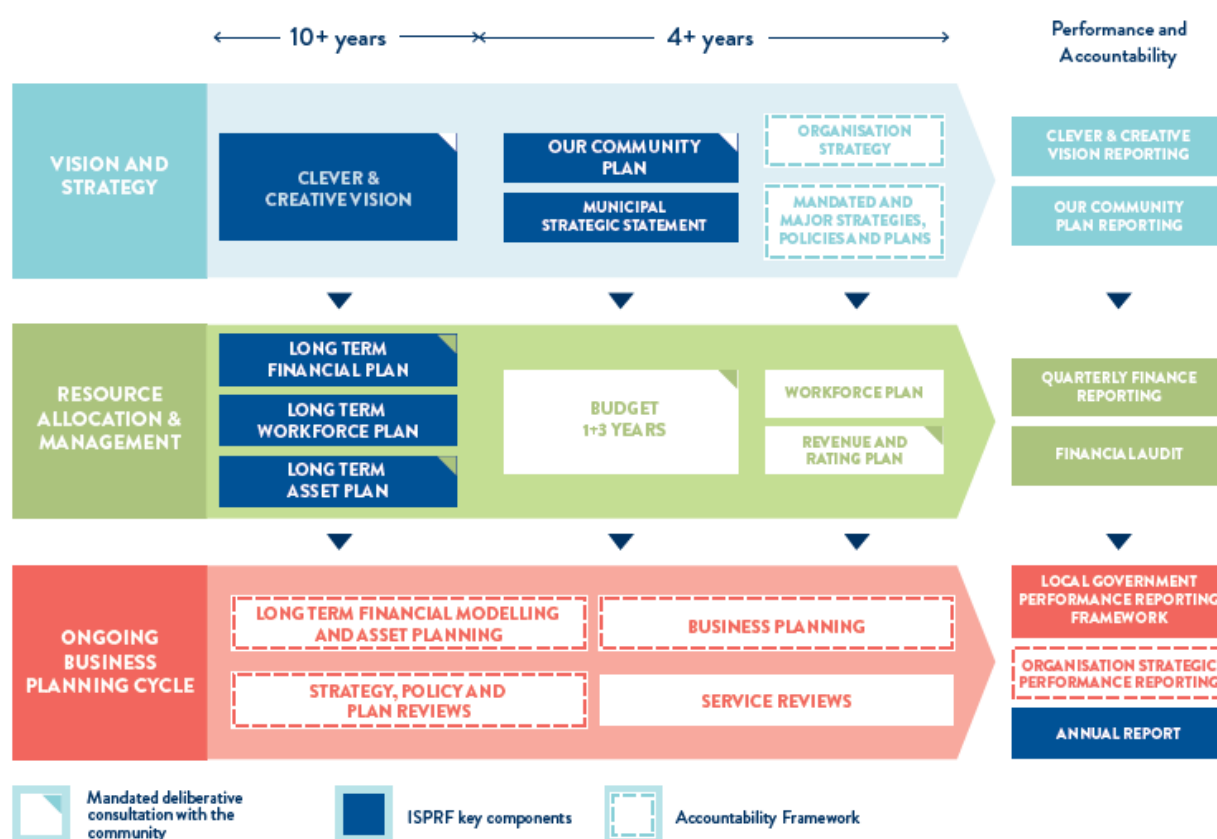 10+ years
4+ years
Performance and
Accountability
VISION AND
STRATEGY
CLEVER &
CREATIVE VISION
OUR COMMUNITY
PLAN
MUNICIPAL
STRATEGIC STATEMENT
ORGANISATION
STRATEGY
MANDATED AND
MAJOR STRATEGIES,
POLICIES AND PLANS
CLEVER & CREATIVE
VISION REPORTING
OUR COMMUNITY
PLAN REPORTING
RESOURCE
ALLOCATION &
MANAGEMENT
LONG TERM
FINANCIAL PLAN
LONG TERM
WORKFORCE PLAN
LONG TERM
ASSET PLAN
BUDGET
1+3 YEARS
WORKFORCE PLAN
REVENUE AND
RATING PLAN
QUARTERLY FINANCE
REPORTING
FINANCIAL AUDIT
ONGOING
BUSINESS
PLANNING CYCLE
LONG TERM FINANCIAL MODELLING
AND ASSET PLANNING
BUSINESS PLANNING
STRATEGY, POLICY AND
PLAN REVIEWS
SERVICE REVIEWS
LOCAL GOVERNMENT
PERFORMANCE REPORTING
FRAMEWORK
ORGANISATION STRATEGIC
PERFORMANCE REPORTING
ANNUAL REPORT
Mandated deliberative
consultation with the
community
ISPRF key components
Accountability Framework